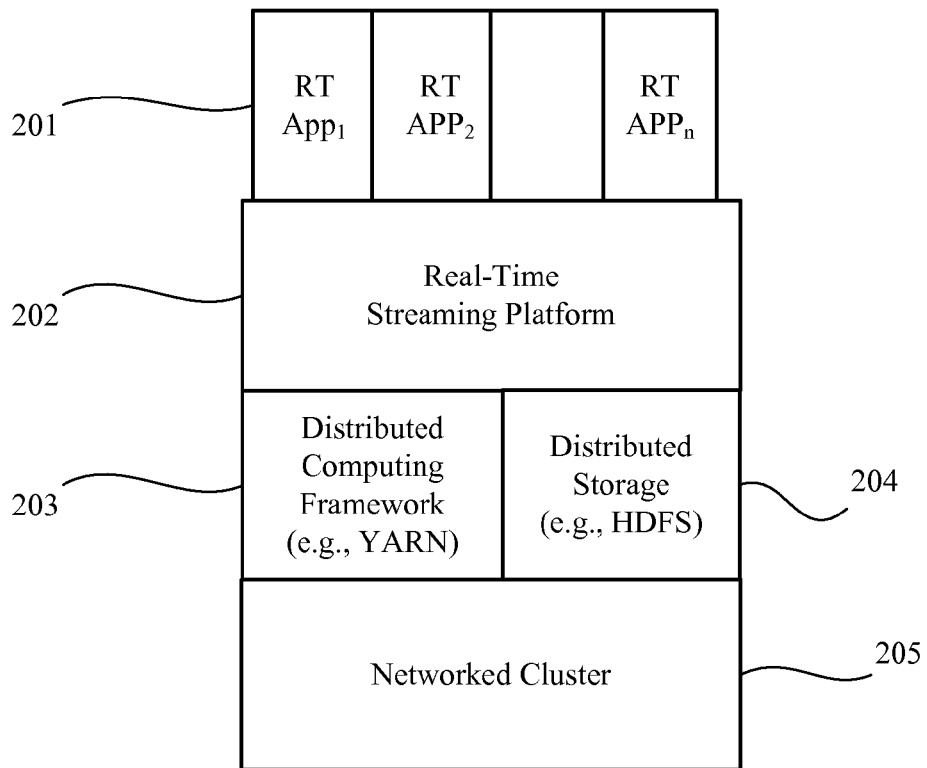 RT
App₁
RT
APP₂
RT
APPₙ
201
Real-Time
Streaming Platform
202
Distributed
Computing
Framework
(e.g., YARN)
203
Distributed
Storage
(e.g., HDFS)
204
Networked Cluster
205